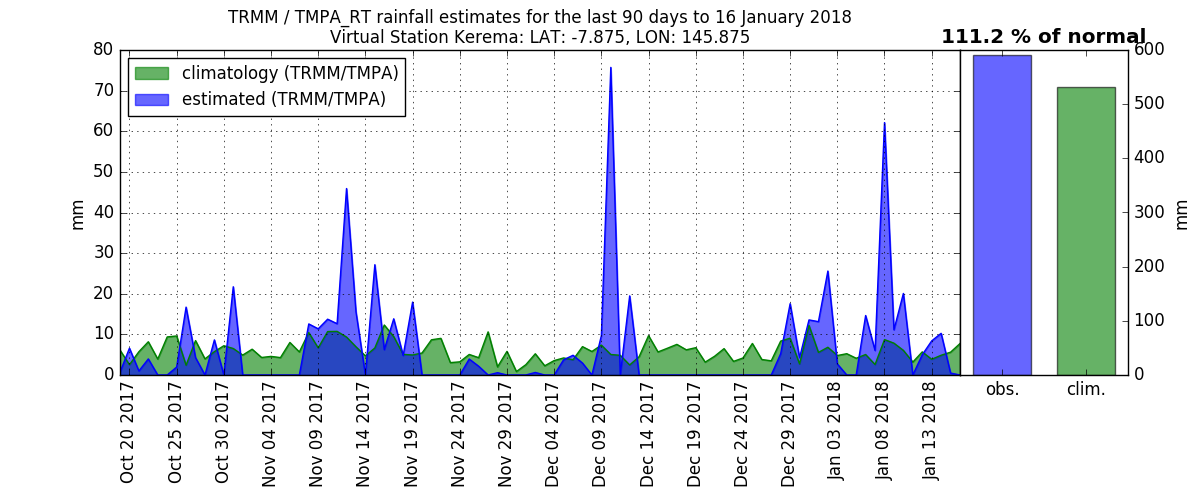 TRMM / TMPA_RT rainfall estimates for the last 90 days to 16 January 2018
Virtual Station Kerema: LAT: -7.875, LON: 145.875
111.2 % of normal
climatology (TRMM/TMPA)
estimated (TRMM/TMPA)
mm
80
70
60
50
40
30
20
10
0
Oct 20 2017
Oct 25 2017
Oct 30 2017
Nov 04 2017
Nov 09 2017
Nov 14 2017
Nov 19 2017
Nov 24 2017
Nov 29 2017
Dec 04 2017
Dec 09 2017
Dec 14 2017
Dec 19 2017
Dec 24 2017
Dec 29 2017
Jan 03 2018
Jan 08 2018
Jan 13 2018
obs.
clim.
600
500
400
300
200
100
0
mm